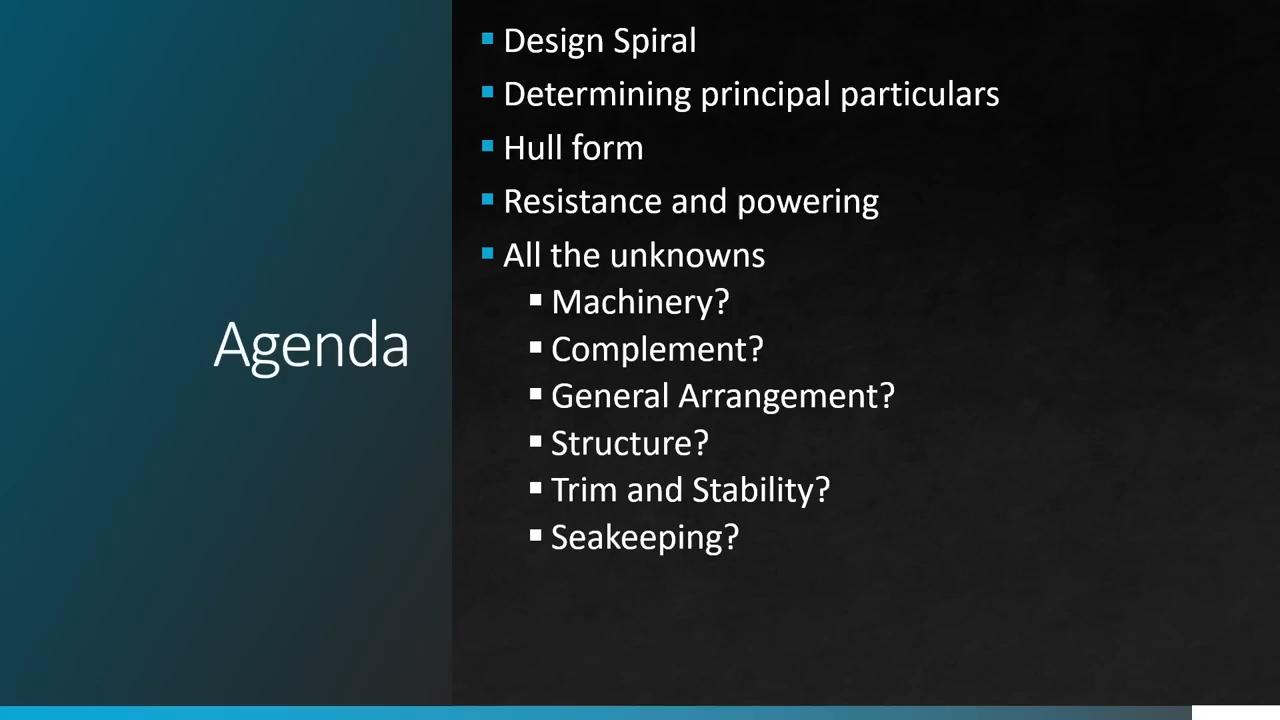 Agenda
Design Spiral
Determining principal particulars
Hull form
Resistance and powering
All the unknowns
Machinery?
Complement?
General Arrangement?
Structure?
Trim and Stability?
Seakeeping?